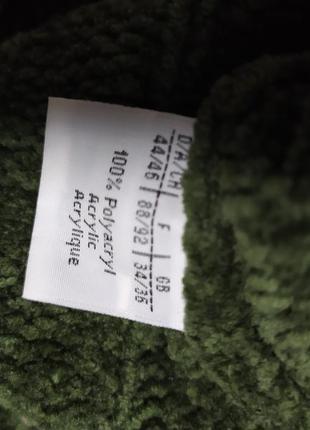 D/A/CH | F | GB
44/46 | 88/92 | 34/36
100% Polyacryl
Acrylic
Acrylique